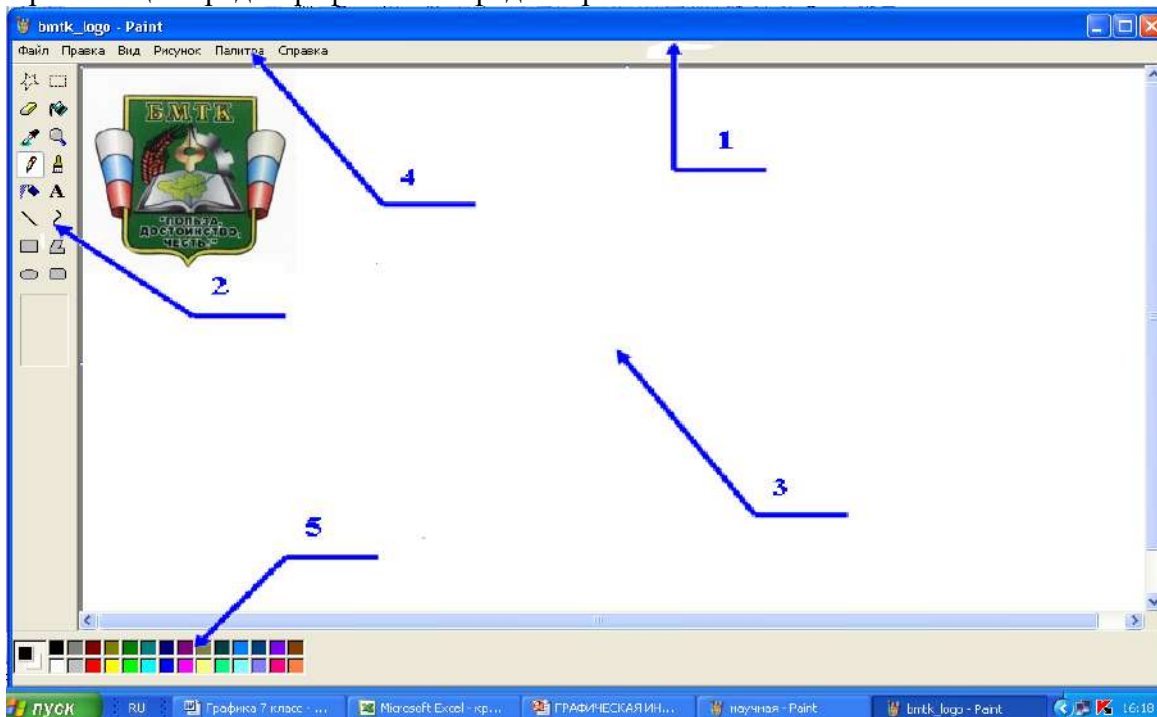 bmtk_logo - Paint
Файл Правка Вид Рисунок Палитра Справка
БМТК
"ПОЛЬЗА,
ДОСТОИНСТВО,
ЧЕСТЬ"
A
1
4
2
3
5
пуск RU Графика 7 класс - ... Microsoft Excel - кр... ГРАФИЧЕСКАЯ ИН... научная - Paint bmtk_logo - Paint 16:18